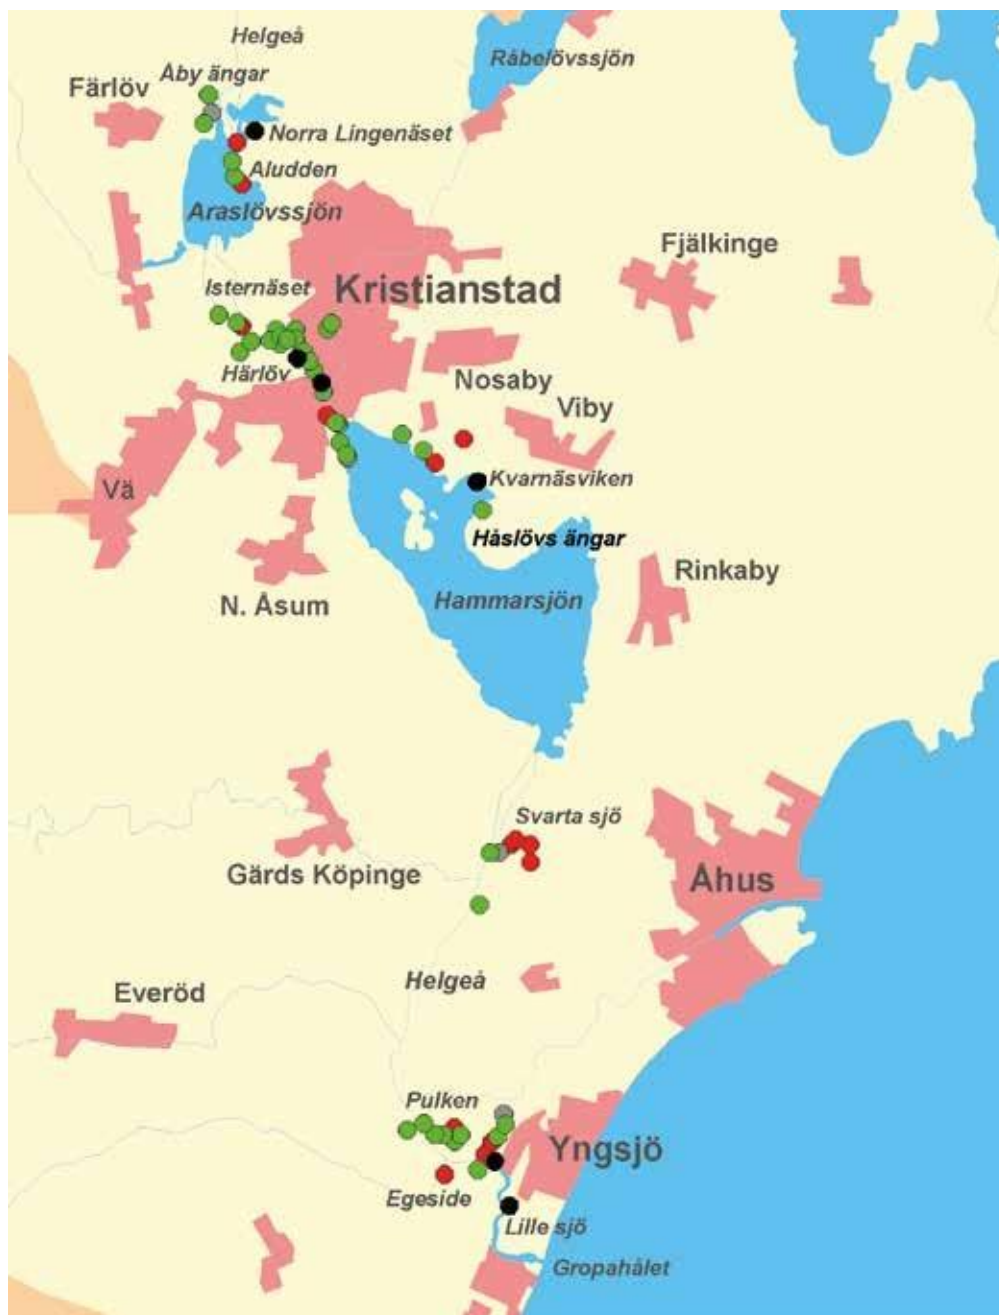 Helgeå
Råbelövssjön
Åby ängar
Färlöv
Norra Lingenäset
Aludden
Araslövssjön
Fjälkinge
Isternäset
Kristianstad
Härlöv
Nosaby
Viby
Vä
Kvarnäsviken
Håslövs ängar
Rinkaby
N. Åsum
Hammarsjön
Svarta sjö
Gärds Köpinge
Åhus
Helgeå
Everöd
Pulken
Yngsjö
Egeside
Lille sjö
Gropahålet